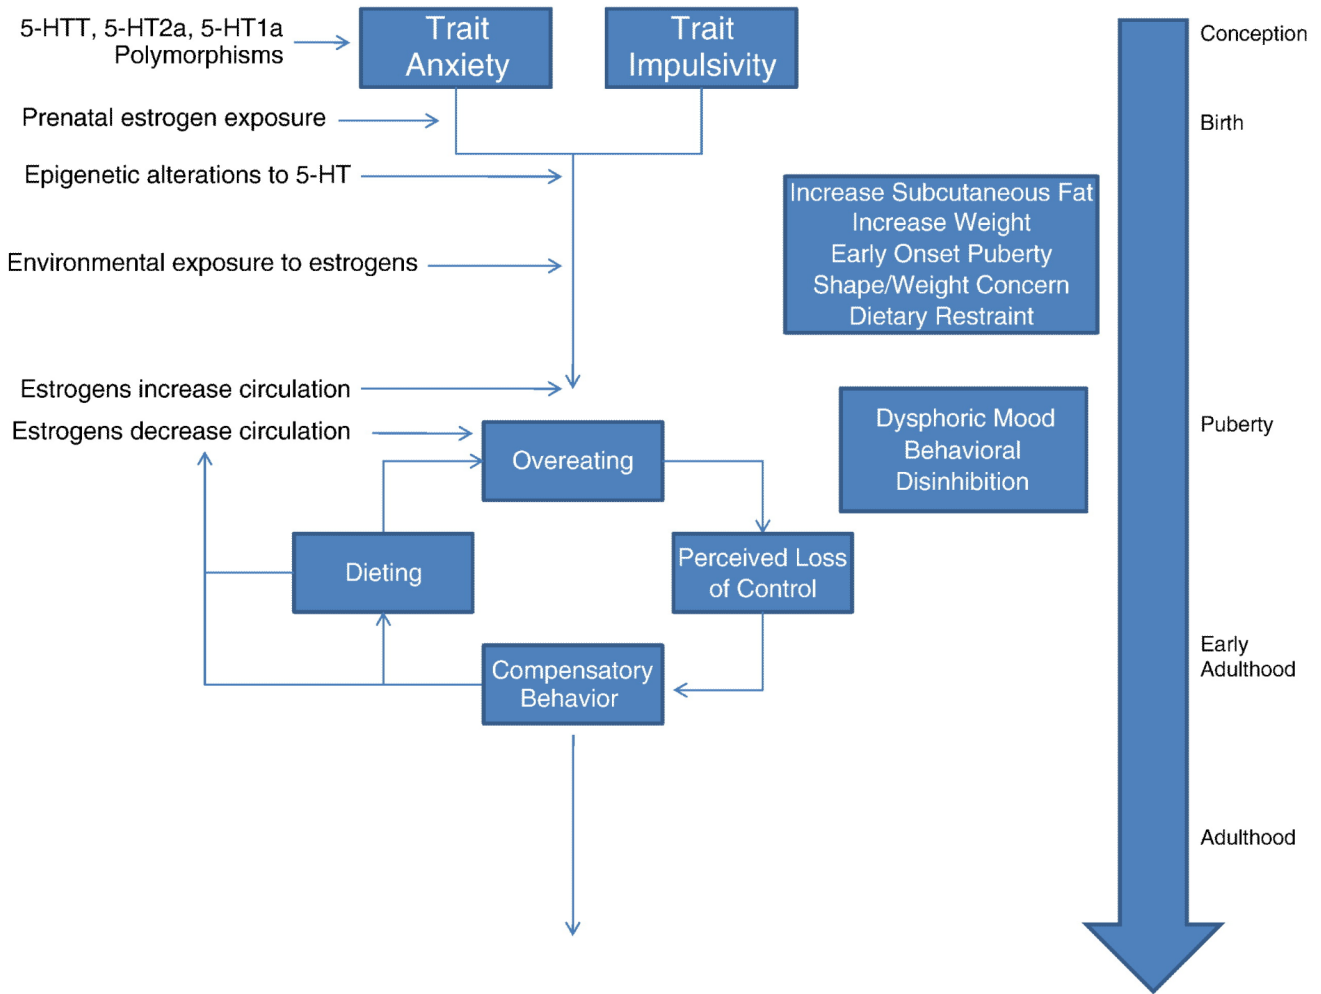 5-HTT, 5-HT2a, 5-HT1a
Polymorphisms
Trait
Anxiety
Trait
Impulsivity
Conception
Prenatal estrogen exposure
Birth
Epigenetic alterations to 5-HT
Increase Subcutaneous Fat
Increase Weight
Early Onset Puberty
Shape/Weight Concern
Dietary Restraint
Environmental exposure to estrogens
Estrogens increase circulation
Estrogens decrease circulation
Dysphoric Mood
Behavioral
Disinhibition
Puberty
Overeating
Dieting
Perceived Loss
of Control
Compensatory
Behavior
Early
Adulthood
Adulthood